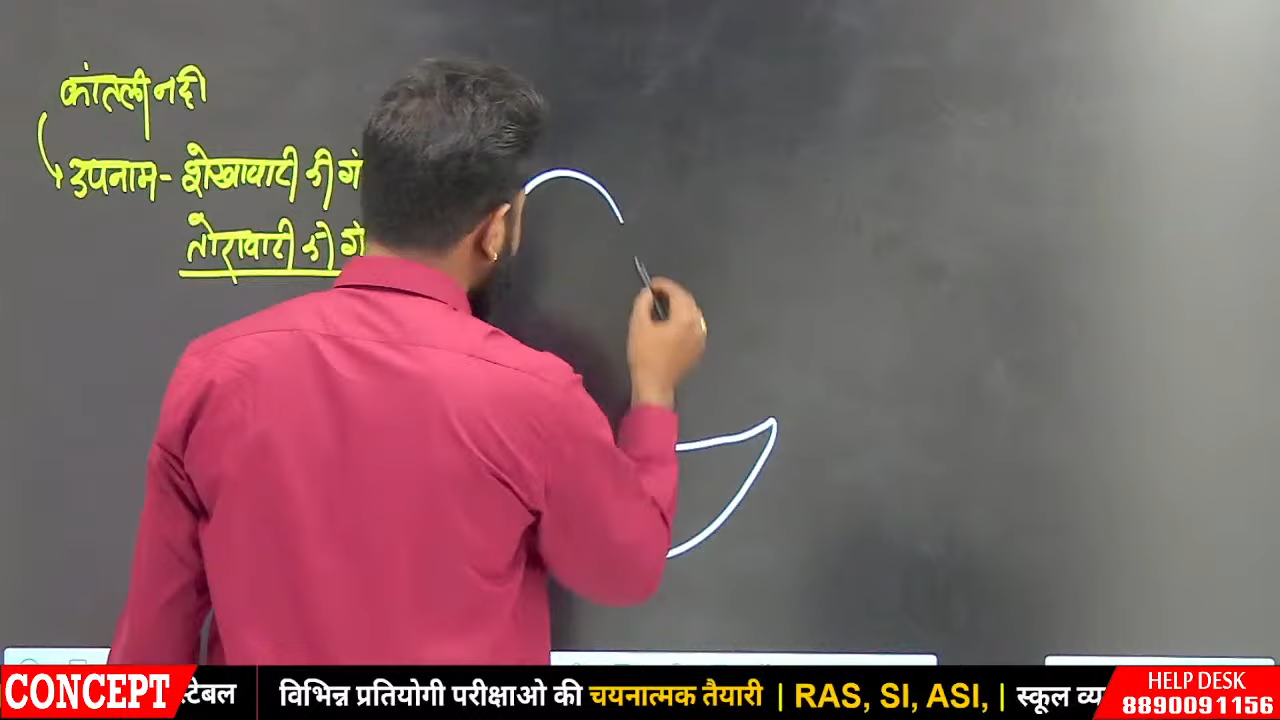 कांतली नदी
उपनाम - शेखावाटी की गं
तोरावाटी की गं
CONCEPT
स्टेबल
विभिन्न प्रतियोगी परीक्षाओ की चयनात्मक तैयारी | RAS, SI, ASI, | स्कूल व्य
HELP DESK
8890091156